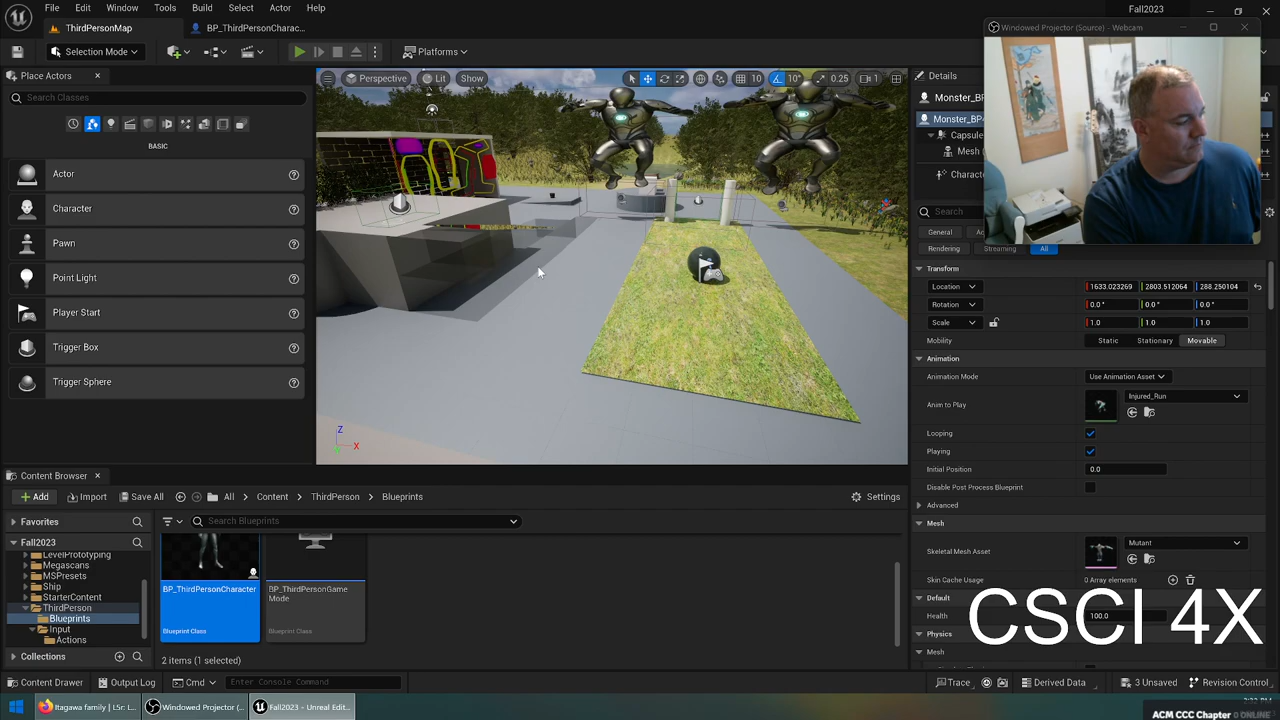 File Edit Window Tools Build Select Actor Help
Fall2023
ThirdPersonMap
BP_ThirdPersonCharac...
Windowed Projector (Source) - Webcam
Selection Mode
Platforms
Place Actors
Search Classes
BASIC
Actor
Character
Pawn
Point Light
Player Start
Trigger Box
Trigger Sphere
Perspective Lit Show
10 10° 0.25 1
Z
X
Details
Monster_BP
Monster_BP
Capsule
Mesh (
Charact
Search
General
Rendering Streaming All
Transform
Location 1633.023269 2803.512064 288.250104
Rotation 0.0 ° 0.0 ° 0.0 °
Scale 1.0 1.0 1.0
Mobility Static Stationary Movable
Animation
Animation Mode Use Animation Asset
Anim to Play Injured_Run
Looping
Playing
Initial Position 0.0
Disable Post Process Blueprint
Advanced
Mesh
Skeletal Mesh Asset Mutant
Skin Cache Usage 0 Array elements
Default
Health 100.0
Physics
Mesh
CSCI 4X
Content Browser
Add Import Save All All Content ThirdPerson Blueprints Settings
Favorites
Search Blueprints
Fall2023
LevelPrototyping
Megascans
MSPresets
Ship
StarterContent
ThirdPerson
Blueprints
Input
Actions
Collections
BP_ThirdPersonCharacter
Blueprint Class
BP_ThirdPersonGame
Mode
Blueprint Class
2 items (1 selected)
Content Drawer Output Log Cmd Enter Console Command
Trace Derived Data 3 Unsaved Revision Control
Itagawa family | l5r: L...
Windowed Projector (...
Fall2023 - Unreal Edit...
ACM CCC Chapter 0 ONLINE